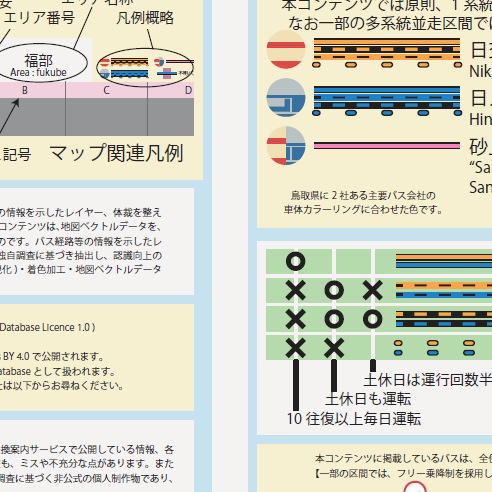 エリア番号
凡例概略
福部
Area : fukube
B
C
D
記号
マップ関連凡例
の情報を示したレイヤー、体裁を整え
コンテンツは、地図ベクトルデータを、
のです。バス経路等の情報を示したレ
独自調査に基づき抽出し、認識向上の
化)・着色加工・地図ベクトルデータ
Database Licence 1.0 )
BY 4.0 で公開されます。
atabase として扱われます。
は以下からお尋ねください。
換案内サービスで公開している情報、各
も、ミスや不充分な点があります。また
調査に基づく非公式の個人制作物であり、
本コンテンツでは原則、1 系統
なお一部の多系統並走区間では
Nik
日
Hin
砂
"Sa
San
鳥取県に 2 社ある主要バス会社の
車体カラーリングに合わせた色です。
土休日は運行回数半
土休日も運転
10 往復以上毎日運転
本コンテンツに掲載しているバスは、全
【一部の区間では、フリー乗降制を採用し